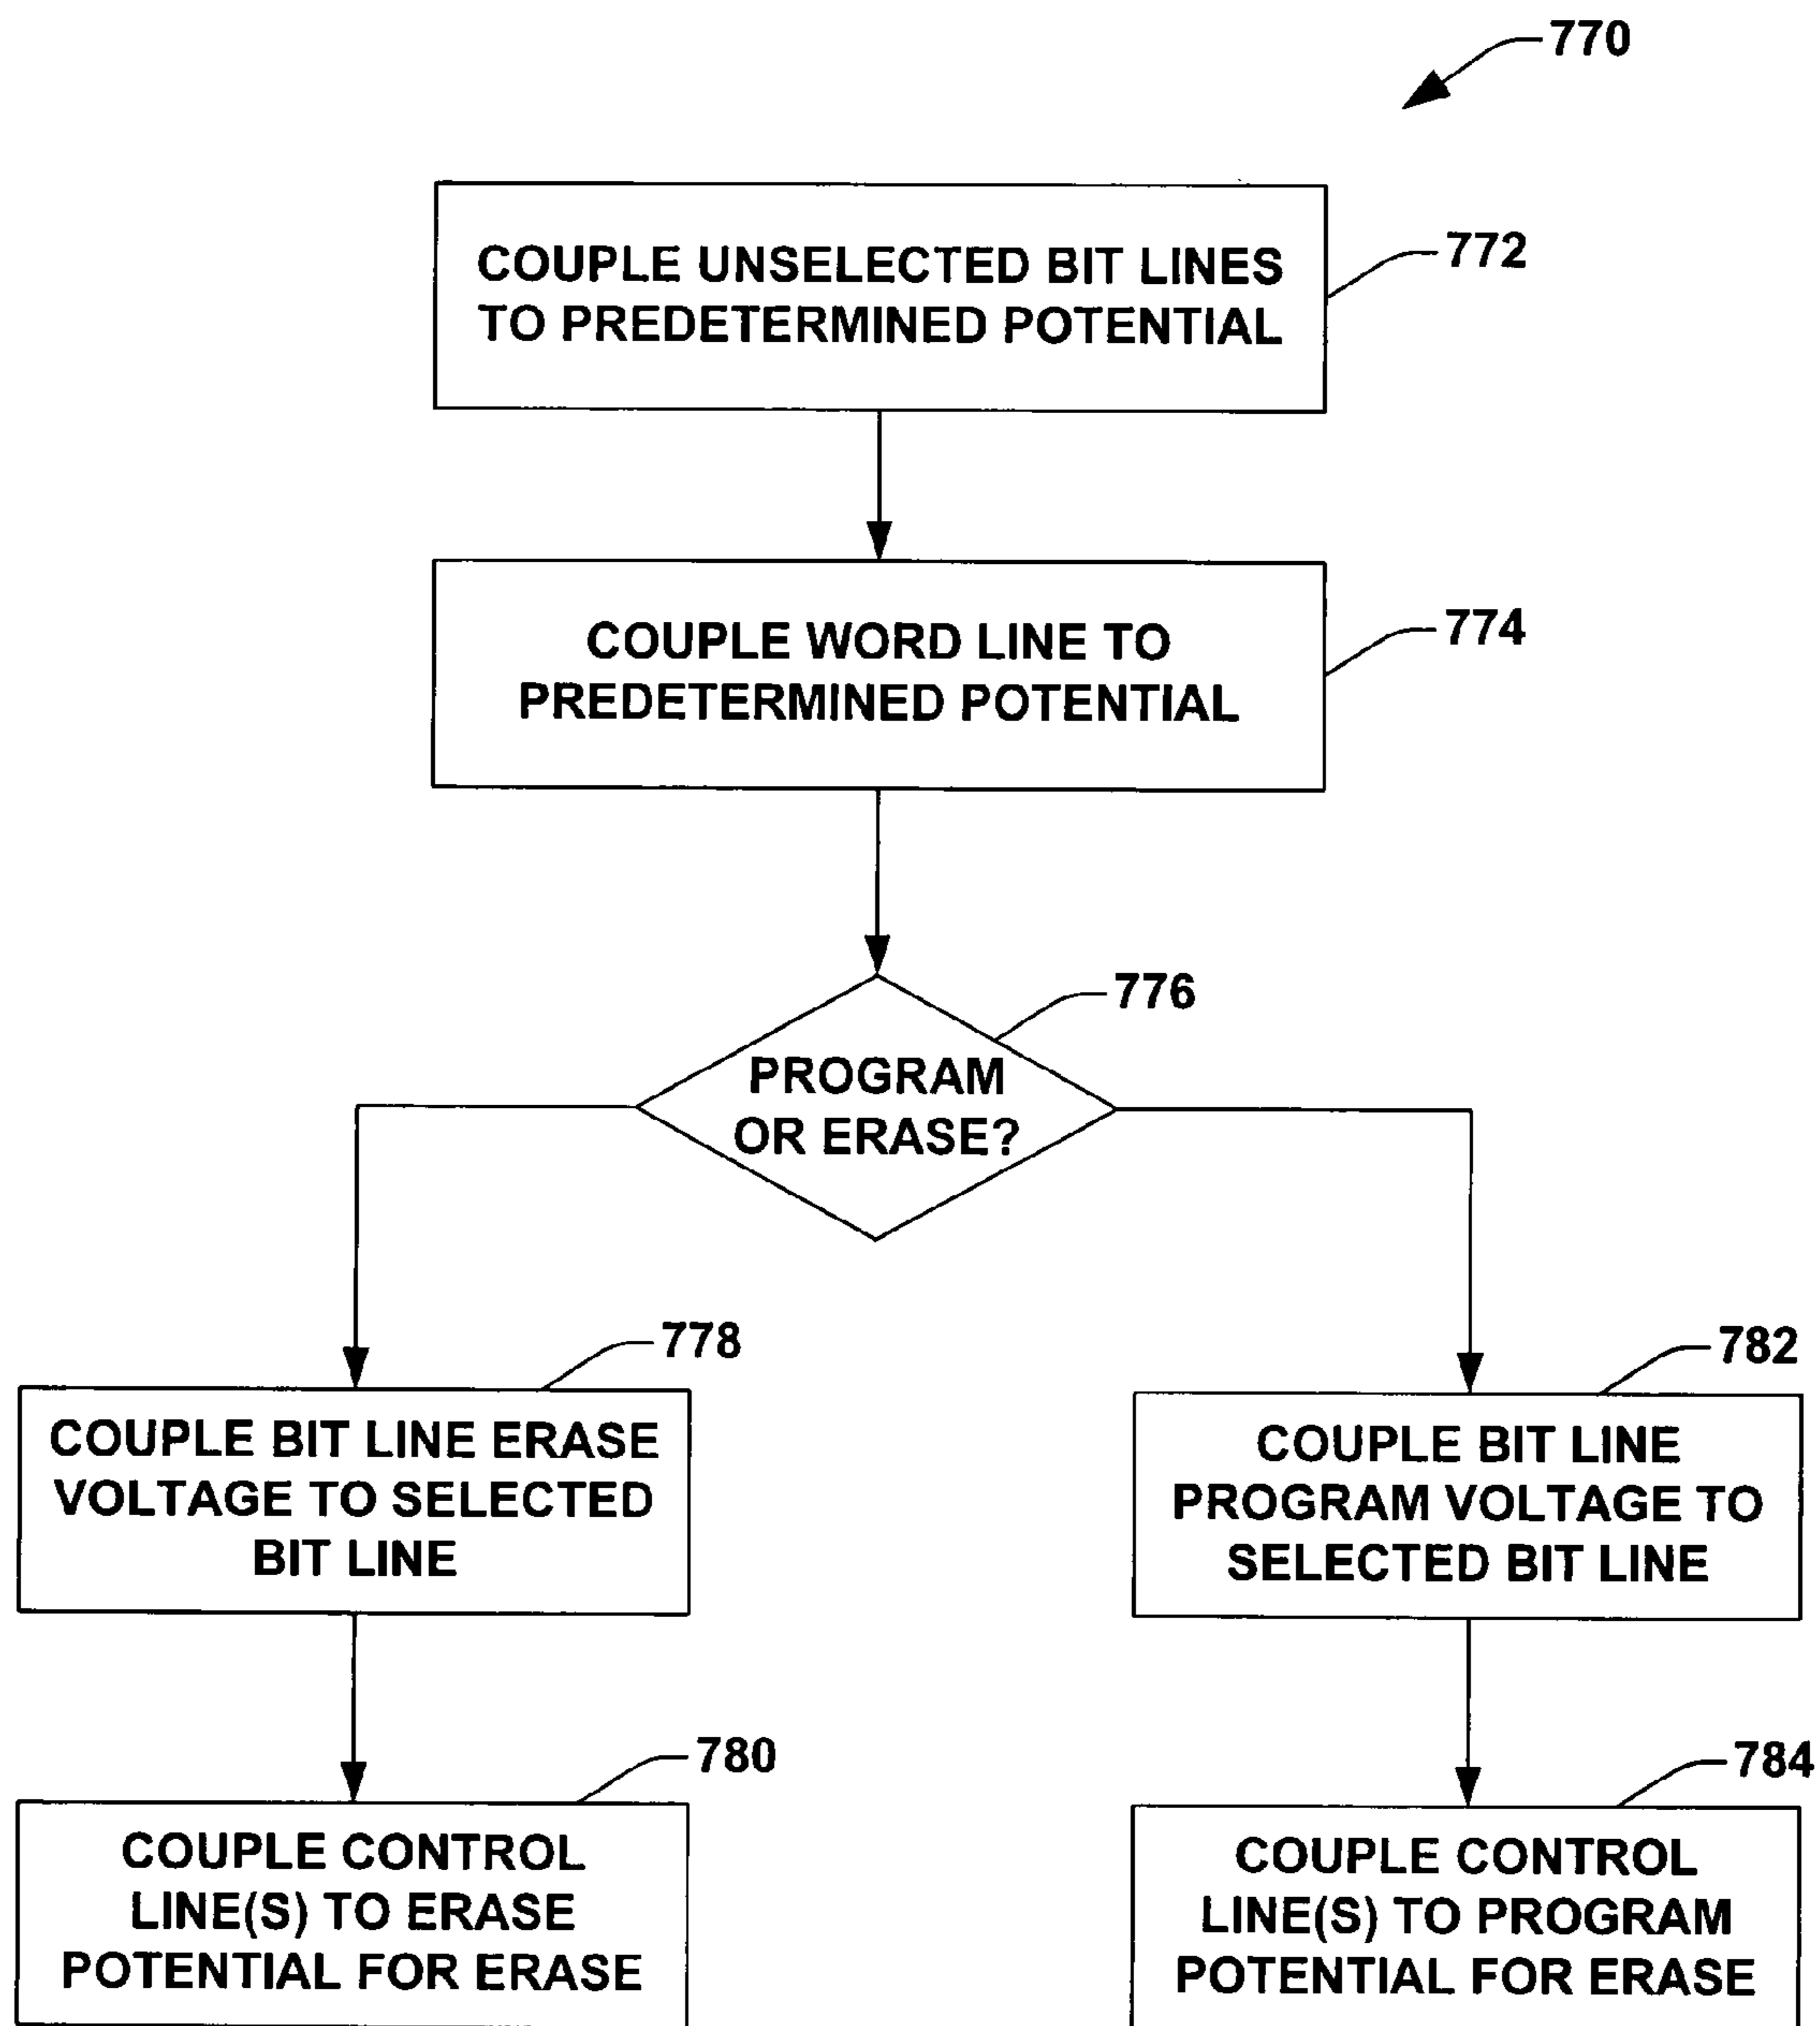 770
COUPLE UNSELECTED BIT LINES
TO PREDETERMINED POTENTIAL
772
COUPLE WORD LINE TO
PREDETERMINED POTENTIAL
774
776
PROGRAM
OR ERASE?
778
COUPLE BIT LINE ERASE
VOLTAGE TO SELECTED
BIT LINE
782
COUPLE BIT LINE
PROGRAM VOLTAGE TO
SELECTED BIT LINE
780
COUPLE CONTROL
LINE(S) TO ERASE
POTENTIAL FOR ERASE
784
COUPLE CONTROL
LINE(S) TO PROGRAM
POTENTIAL FOR ERASE